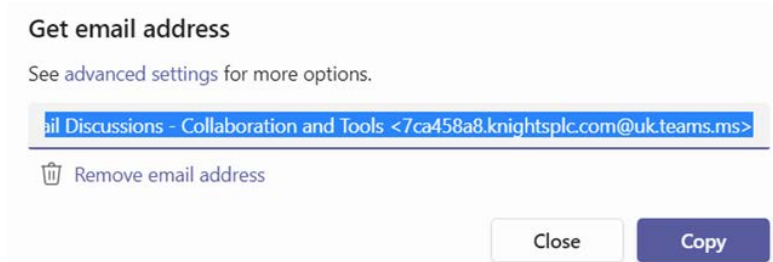 Get email address
See advanced settings for more options.
ail Discussions - Collaboration and Tools <7ca458a8.knightsplc.com@uk.teams.ms>
Remove email address
Close Copy